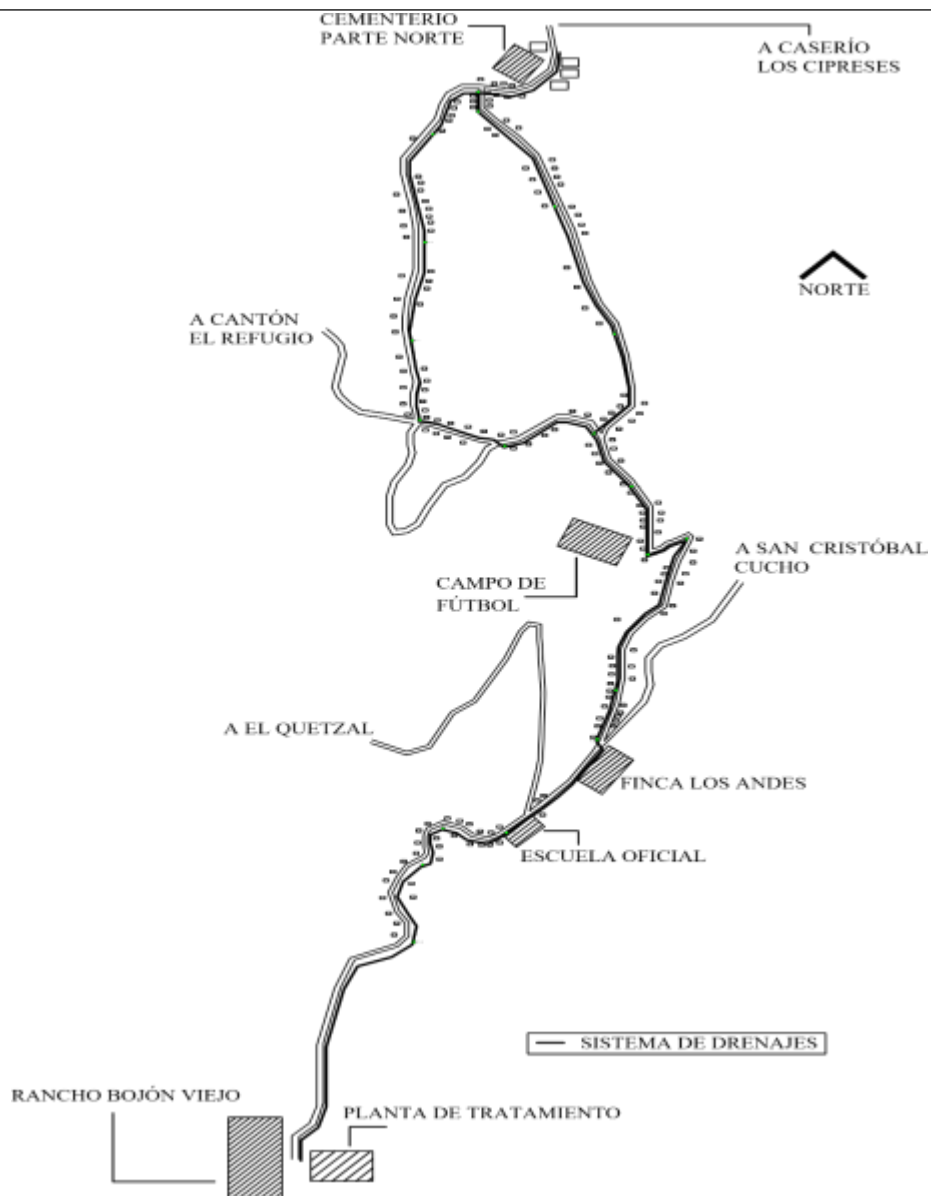 CEMENTERIO
PARTE NORTE
A CASERÍO
LOS CIPRESES
NORTE
A CANTÓN
EL REFUGIO
A SAN CRISTÓBAL
CUCHO
CAMPO DE
FÚTBOL
A EL QUETZAL
FINCA LOS ANDES
ESCUELA OFICIAL
SISTEMA DE DRENAJES
RANCHO BOJÓN VIEJO
PLANTA DE TRATAMIENTO